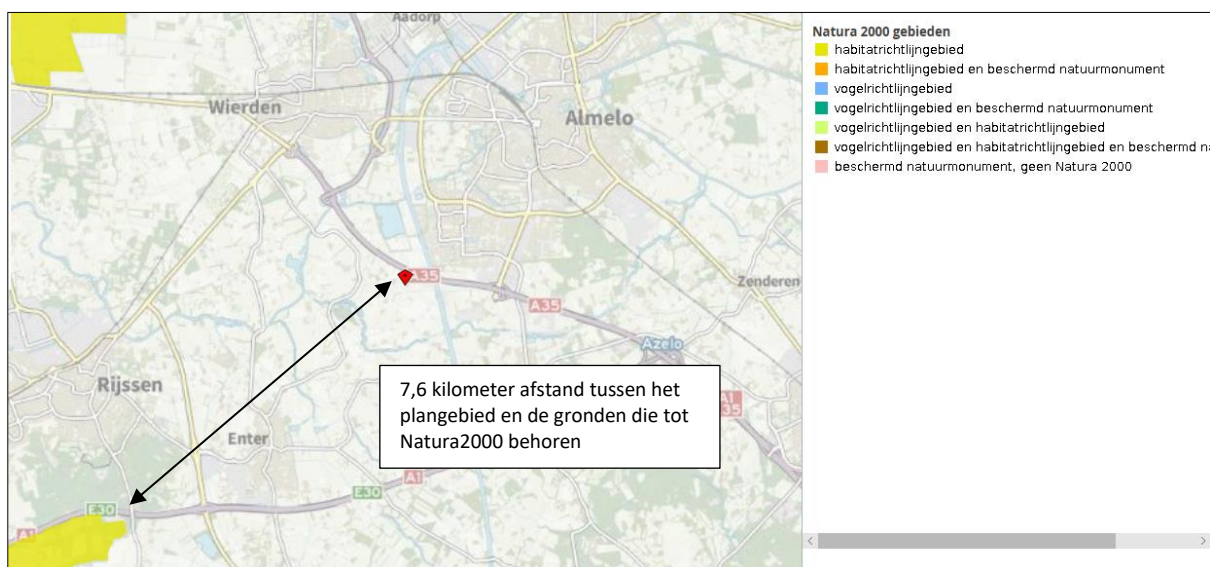 Aadorp
Wierden
Almelo
A35
Zenderen
A35
Azelo
Rijssen
Enter
A1
35
A1
E30
E30
A1
7,6 kilometer afstand tussen het
plangebied en de gronden die tot
Natura2000 behoren
Natura 2000 gebieden
habitatrichtlijngebied
habitatrichtlijngebied en beschermd natuurmonument
vogelrichtlijngebied
vogelrichtlijngebied en beschermd natuurmonument
vogelrichtlijngebied en habitatrichtlijngebied
vogelrichtlijngebied en habitatrichtlijngebied en beschermd na
beschermd natuurmonument, geen Natura 2000